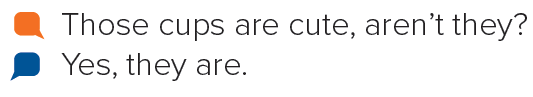 Those cups are cute, aren’t they?
Yes, they are.